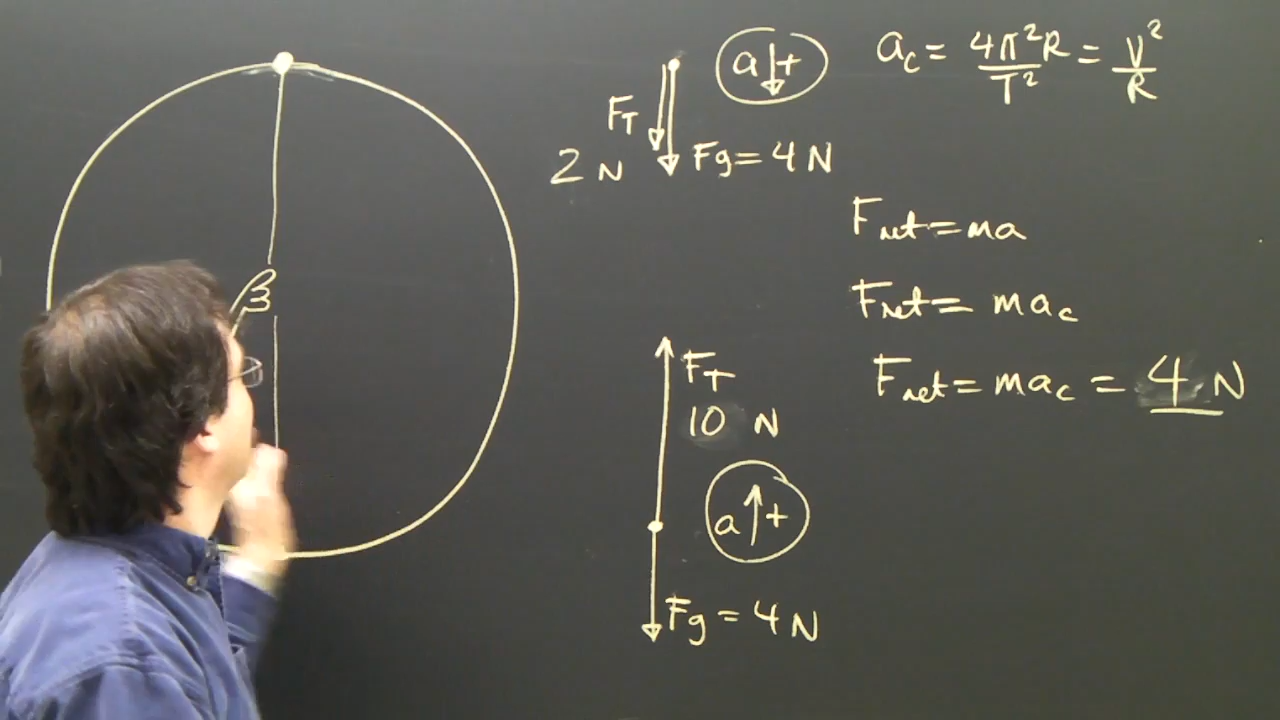 a +
a_c = 4π²R/T² = V²/R
F_T
2 N
Fg = 4 N
F_net = ma
F_net = ma_c
F_net = ma_c = 4 N
F_T
10 N
a +
Fg = 4 N